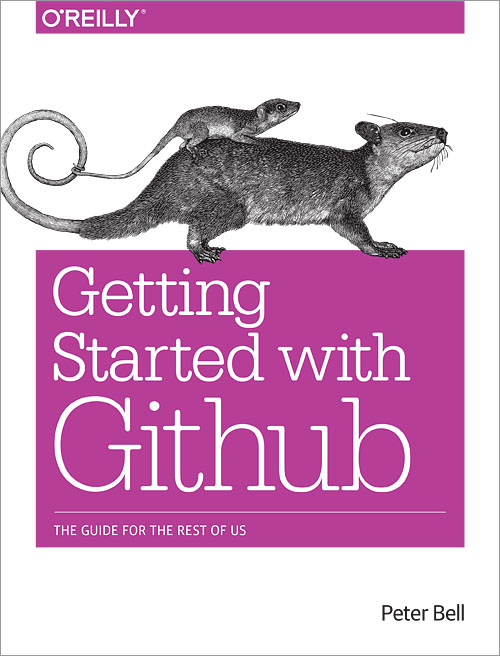 O'REILLY®
Getting
Started with
Github
THE GUIDE FOR THE REST OF US
Peter Bell